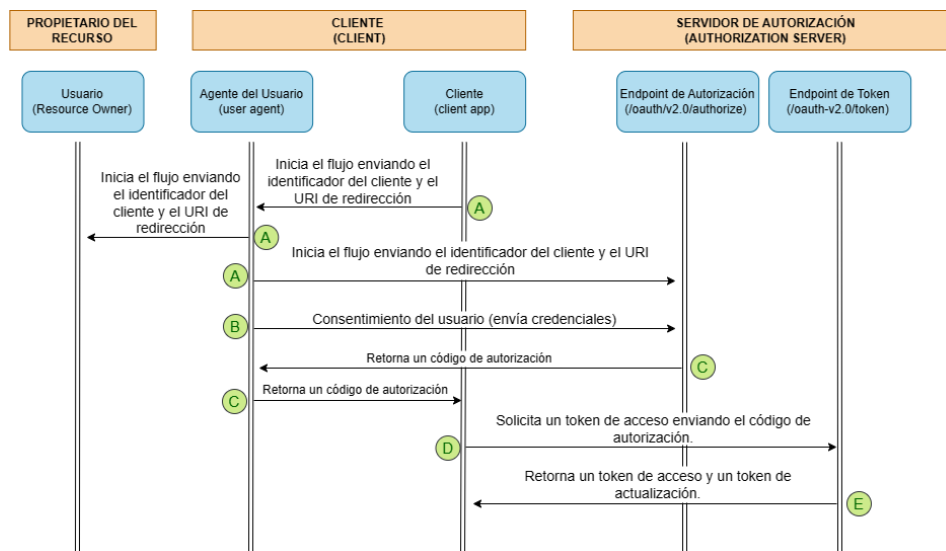 PROPIETARIO DEL
RECURSO
CLIENTE
(CLIENT)
SERVIDOR DE AUTORIZACIÓN
(AUTHORIZATION SERVER)
Usuario
(Resource Owner)
Agente del Usuario
(user agent)
Cliente
(client app)
Endpoint de Autorización
(/oauth/v2.0/authorize)
Endpoint de Token
(/oauth-v2.0/token)
Inicia el flujo enviando el
identificador del cliente y el
URI de redirección
A
Inicia el flujo enviando
el identificador del
cliente y el URI de
redirección
A
Inicia el flujo enviando el identificador del cliente y el URI
de redirección
A
Consentimiento del usuario (envía credenciales)
B
Retorna un código de autorización
C
Retorna un código de autorización
C
Solicita un token de acceso enviando el código de
autorización.
D
Retorna un token de acceso y un token de
actualización.
E